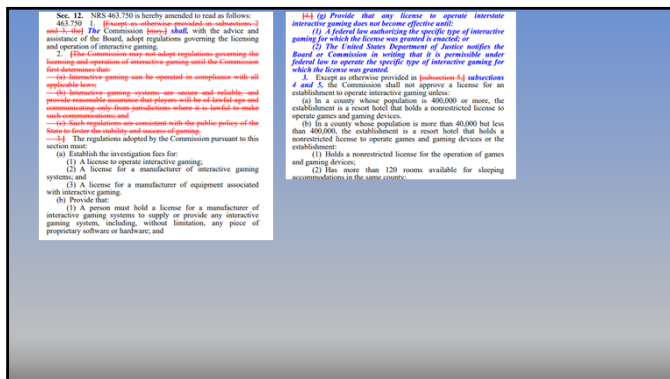 Sec. 12. NRS 463.750 is hereby amended to read as follows:
463.750 1. [Except as otherwise provided in subsections 2
and 3, the] The Commission [may,] shall, with the advice and
assistance of the Board, adopt regulations governing the licensing
and operation of interactive gaming.
2. [The Commission may not adopt regulations governing the
licensing and operation of interactive gaming until the Commission
first determines that:
(a) Interactive gaming can be operated in compliance with all
applicable laws;
(b) Interactive gaming systems are secure and reliable, and
provide reasonable assurance that players will be of lawful age and
communicating only from jurisdictions where it is lawful to make
such communications; and
(c) Such regulations are consistent with the public policy of the
State to foster the stability and success of gaming.
3.] The regulations adopted by the Commission pursuant to this
section must:
(a) Establish the investigation fees for:
(1) A license to operate interactive gaming;
(2) A license for a manufacturer of interactive gaming
systems; and
(3) A license for a manufacturer of equipment associated
with interactive gaming.
(b) Provide that:
(1) A person must hold a license for a manufacturer of
interactive gaming systems to supply or provide any interactive
gaming system, including, without limitation, any piece of
proprietary software or hardware; and
[4.] (g) Provide that any license to operate interstate
interactive gaming does not become effective until:
(1) A federal law authorizing the specific type of interactive
gaming for which the license was granted is enacted; or
(2) The United States Department of Justice notifies the
Board or Commission in writing that it is permissible under
federal law to operate the specific type of interactive gaming for
which the license was granted.
3. Except as otherwise provided in [subsection 5,] subsections
4 and 5, the Commission shall not approve a license for an
establishment to operate interactive gaming unless:
(a) In a county whose population is 400,000 or more, the
establishment is a resort hotel that holds a nonrestricted license to
operate games and gaming devices.
(b) In a county whose population is more than 40,000 but less
than 400,000, the establishment is a resort hotel that holds a
nonrestricted license to operate games and gaming devices or the
establishment:
(1) Holds a nonrestricted license for the operation of games
and gaming devices;
(2) Has more than 120 rooms available for sleeping
accommodations in the same county;